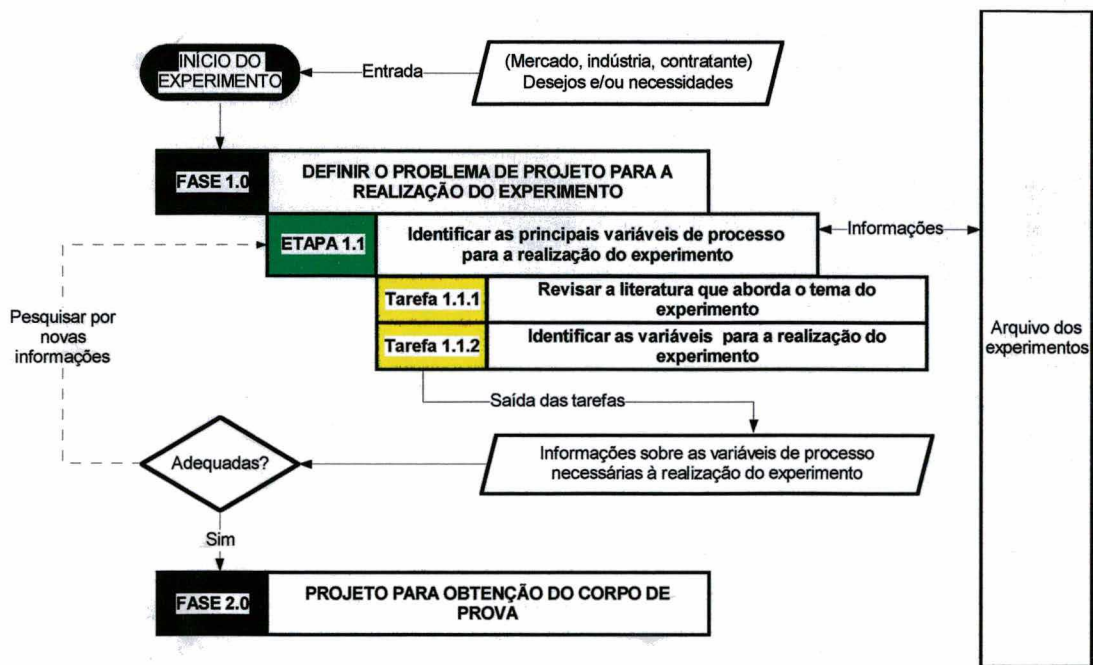 INÍCIO DO
EXPERIMENTO
Entrada
(Mercado, indústria, contratante)
Desejos e/ou necessidades
FASE 1.0
DEFINIR O PROBLEMA DE PROJETO PARA A
REALIZAÇÃO DO EXPERIMENTO
ETAPA 1.1
Identificar as principais variáveis de processo
para a realização do experimento
Informações
Tarefa 1.1.1
Revisar a literatura que aborda o tema do
experimento
Tarefa 1.1.2
Identificar as variáveis para a realização do
experimento
Pesquisar por
novas
informações
Arquivo dos
experimentos
Saída das tarefas
Adequadas?
Informações sobre as variáveis de processo
necessárias à realização do experimento
Sim
FASE 2.0
PROJETO PARA OBTENÇÃO DO CORPO DE
PROVA